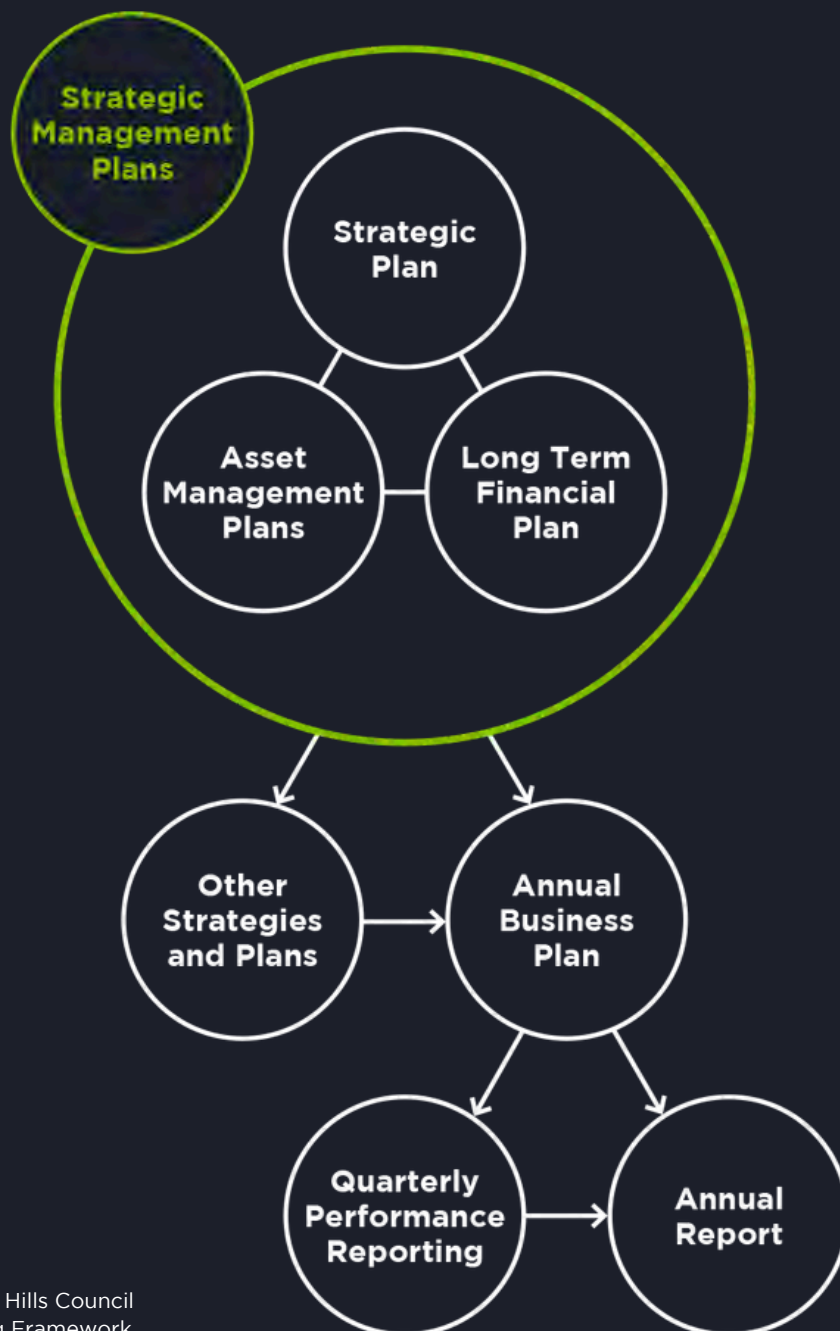 Strategic
Management
Plans
Strategic
Plan
Asset
Management
Plans
Long Term
Financial
Plan
Other
Strategies
and Plans
Annual
Business
Plan
Quarterly
Performance
Reporting
Annual
Report
Hills Council
Framework